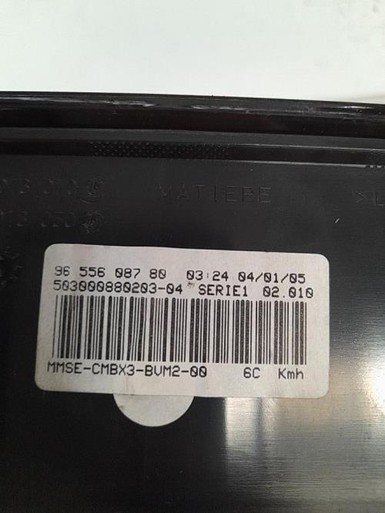 MATIERE
96 556 087 80 03:24 04/01/05
503000880203-04 SERIE1 02.010
MMSE-CMBX3-BVM2-00 6C Kmh